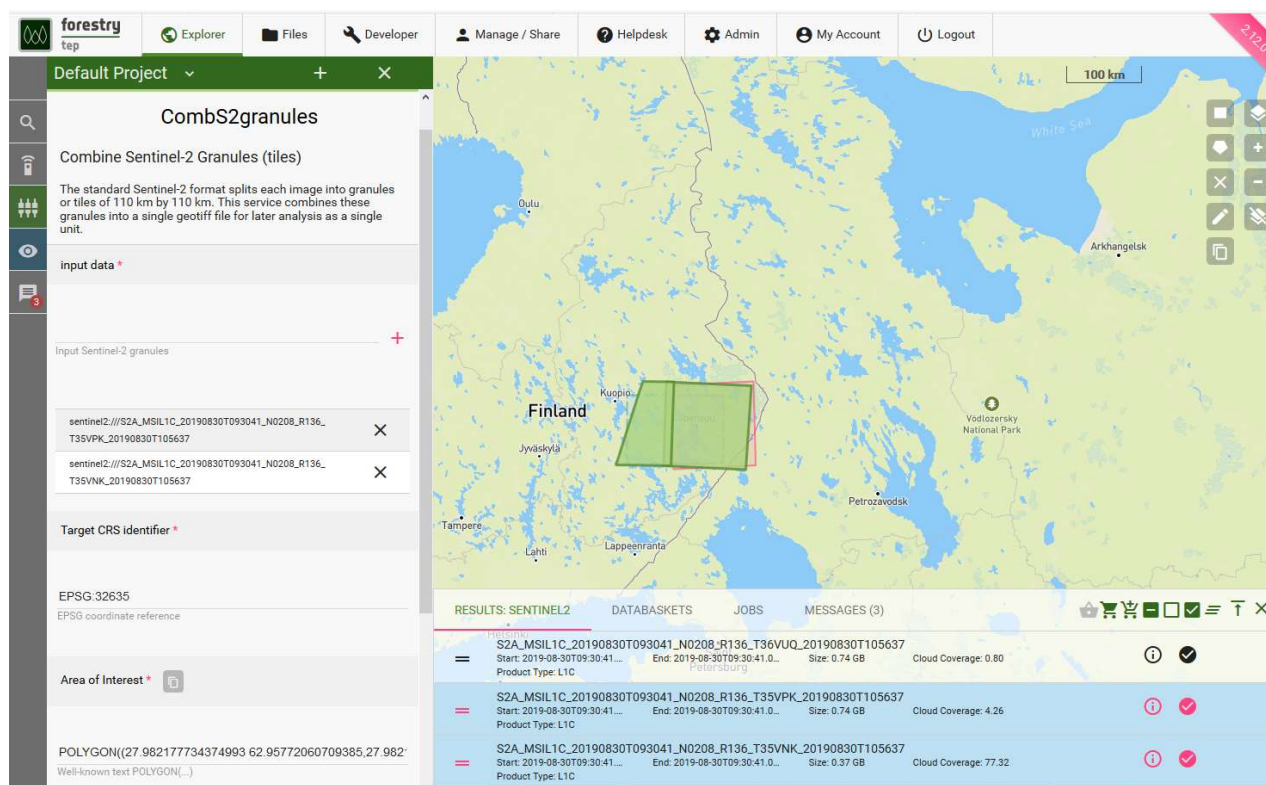 forestry
tep
Explorer
Files
Developer
Manage / Share
Helpdesk
Admin
My Account
Logout
2.12.0
Default Project
CombS2granules
Combine Sentinel-2 Granules (tiles)
The standard Sentinel-2 format splits each image into granules
or tiles of 110 km by 110 km. This service combines these
granules into a single geotiff file for later analysis as a single
unit.
input data *
Input Sentinel-2 granules
sentinel2:///S2A_MSIL1C_20190830T093041_N0208_R136_
T35VPK_20190830T105637
sentinel2:///S2A_MSIL1C_20190830T093041_N0208_R136_
T35VNK_20190830T105637
Target CRS identifier *
EPSG:32635
EPSG coordinate reference
Area of Interest *
POLYGON((27.982177734374993 62.95772060709385,27.982
Well-known text POLYGON(...)
3
100 km
White Sea
Oulu
Arkhangelsk
Kuopio
Finland
Vodlozersky
National Park
Jyväskylä
Petrozavodsk
Tampere
Lahti
Lappeenranta
RESULTS: SENTINEL2
DATABASKETS
JOBS
MESSAGES (3)
Helsinki
Petersburg
S2A_MSIL1C_20190830T093041_N0208_R136_T36VUQ_20190830T105637
Start: 2019-08-30T09:30:41.... End: 2019-08-30T09:30:41.0... Size: 0.74 GB Cloud Coverage: 0.80
Product Type: L1C
S2A_MSIL1C_20190830T093041_N0208_R136_T35VPK_20190830T105637
Start: 2019-08-30T09:30:41.... End: 2019-08-30T09:30:41.0... Size: 0.74 GB Cloud Coverage: 4.26
Product Type: L1C
S2A_MSIL1C_20190830T093041_N0208_R136_T35VNK_20190830T105637
Start: 2019-08-30T09:30:41.... End: 2019-08-30T09:30:41.0... Size: 0.37 GB Cloud Coverage: 77.32
Product Type: L1C